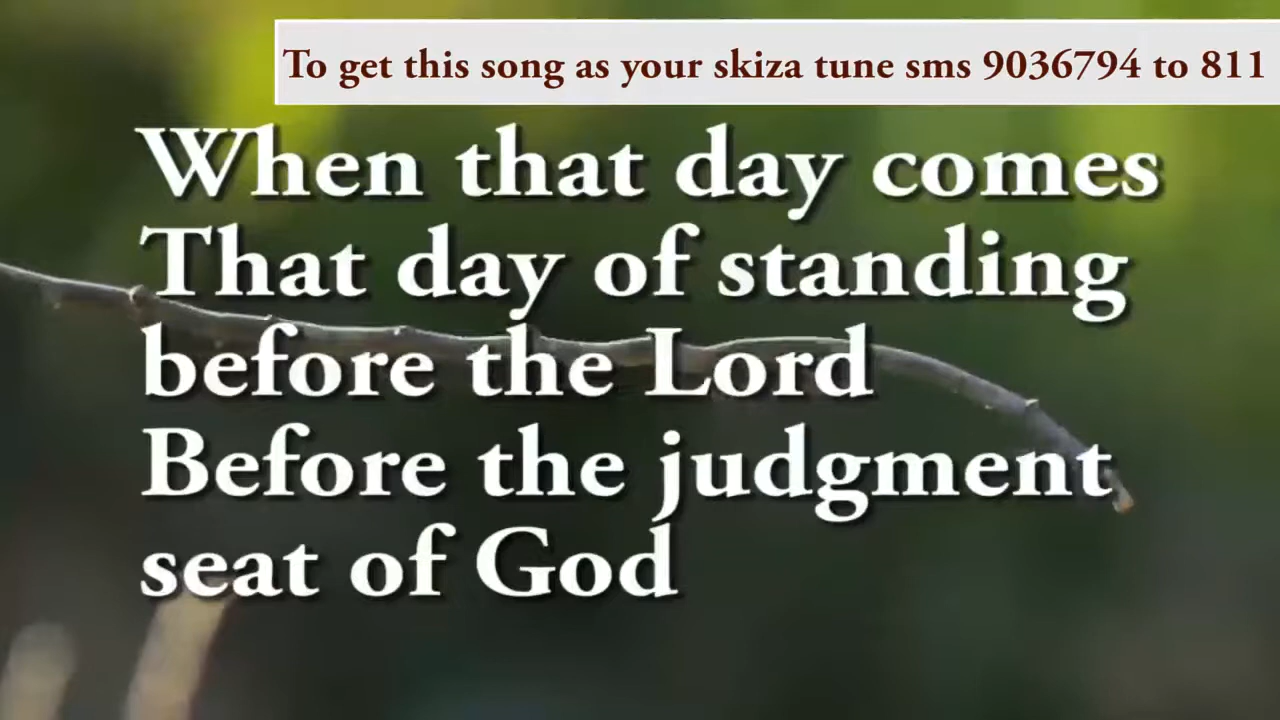 To get this song as your skiza tune sms 9036794 to 811
When that day comes
That day of standing
before the Lord
Before the judgment
seat of God